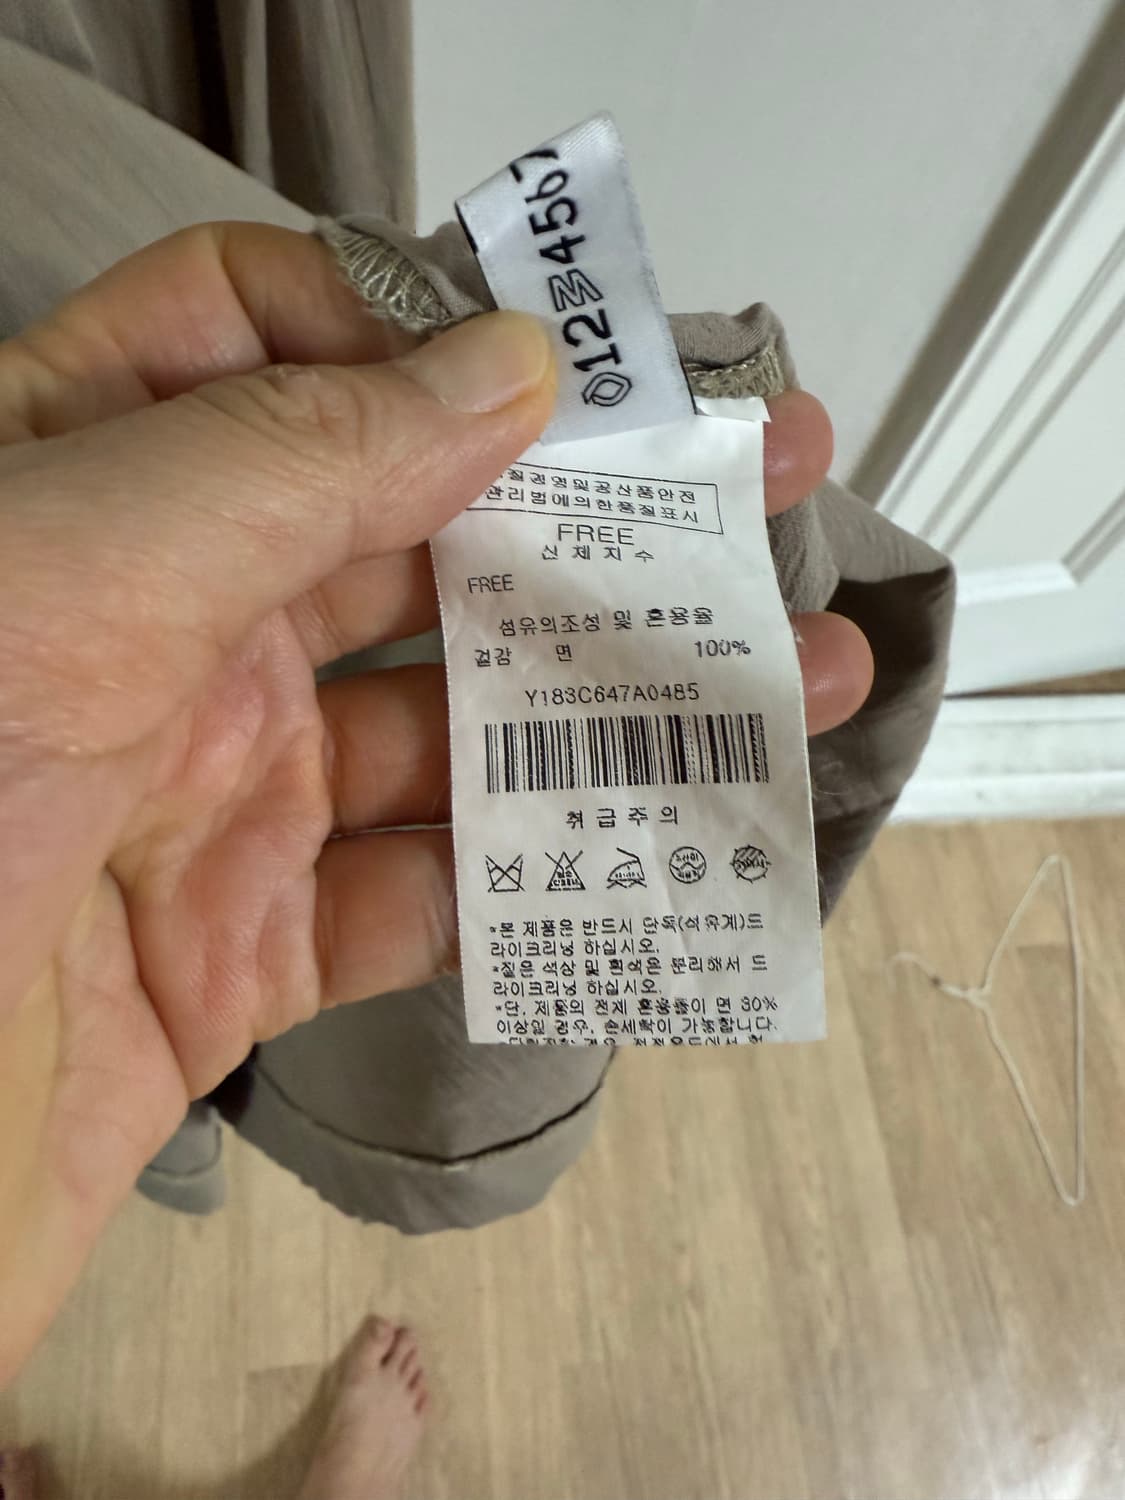 012M4567
질경영및공산품안전
관리법에의한품질표시
FREE
신체치수
FREE
섬유의조성 및 혼용율
겉감 면 100%
Y183C647A0485
취급주의
*본 제품은 반드시 단독(석유계)드
라이크리닝 하십시오.
*짙은 색상 및 흰색은 분리해서 드
라이크리닝 하십시오.
*단, 제품의 전체 혼용율이 면 30%
이상일 경우, 손세탁이 가능합니다.